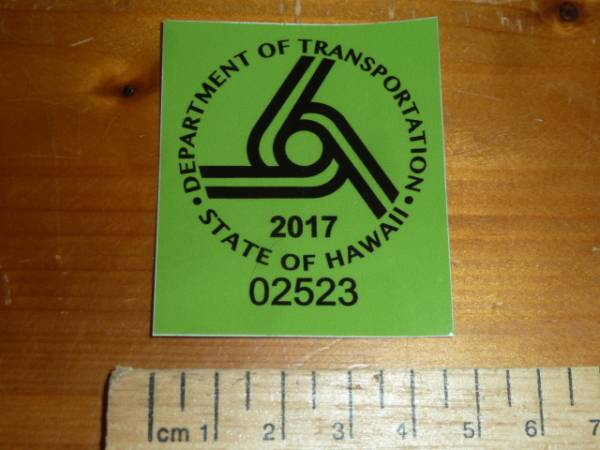 DEPARTMENT OF TRANSPORTATION
2017
• STATE OF HAWAII •
02523
cm 1 2 3 4 5 6 7